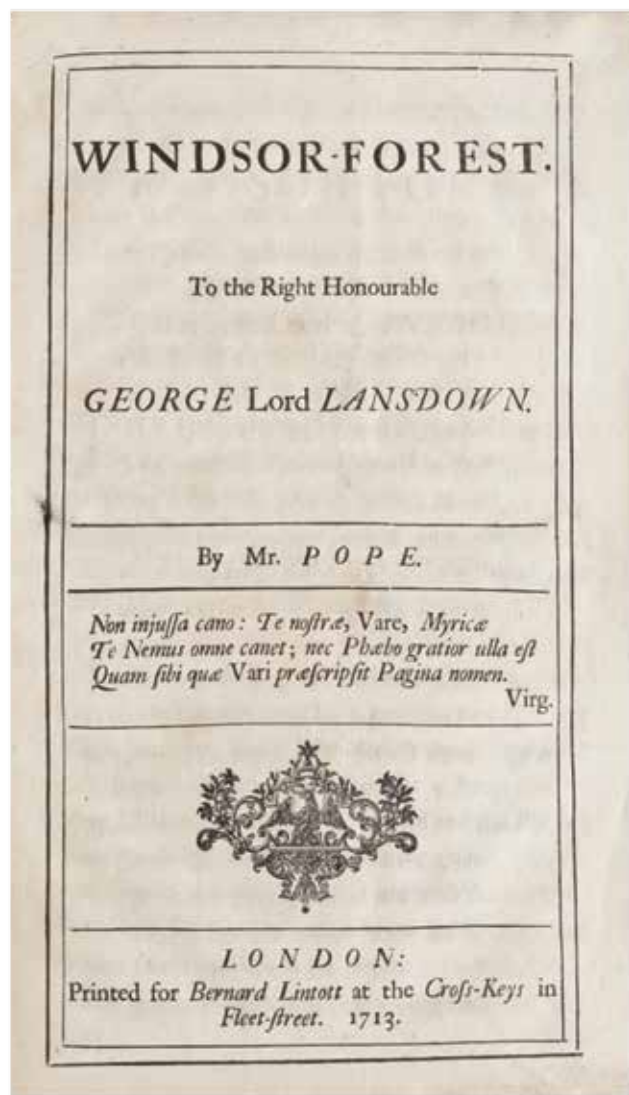 WINDSOR-FOREST.
To the Right Honourable
GEORGE Lord LANSDOWN.
By Mr. POPE.
Non injuſſa cano: Te noſtræ, Vare, Myricæ
Te Nemus omne canet; nec Phæbo gratior ulla eſt
Quam ſibi quæ Vari præſcripſit Pagina nomen.
Virg.
LONDON:
Printed for Bernard Lintott at the Croſs-Keys in
Fleet-ſtreet. 1713.